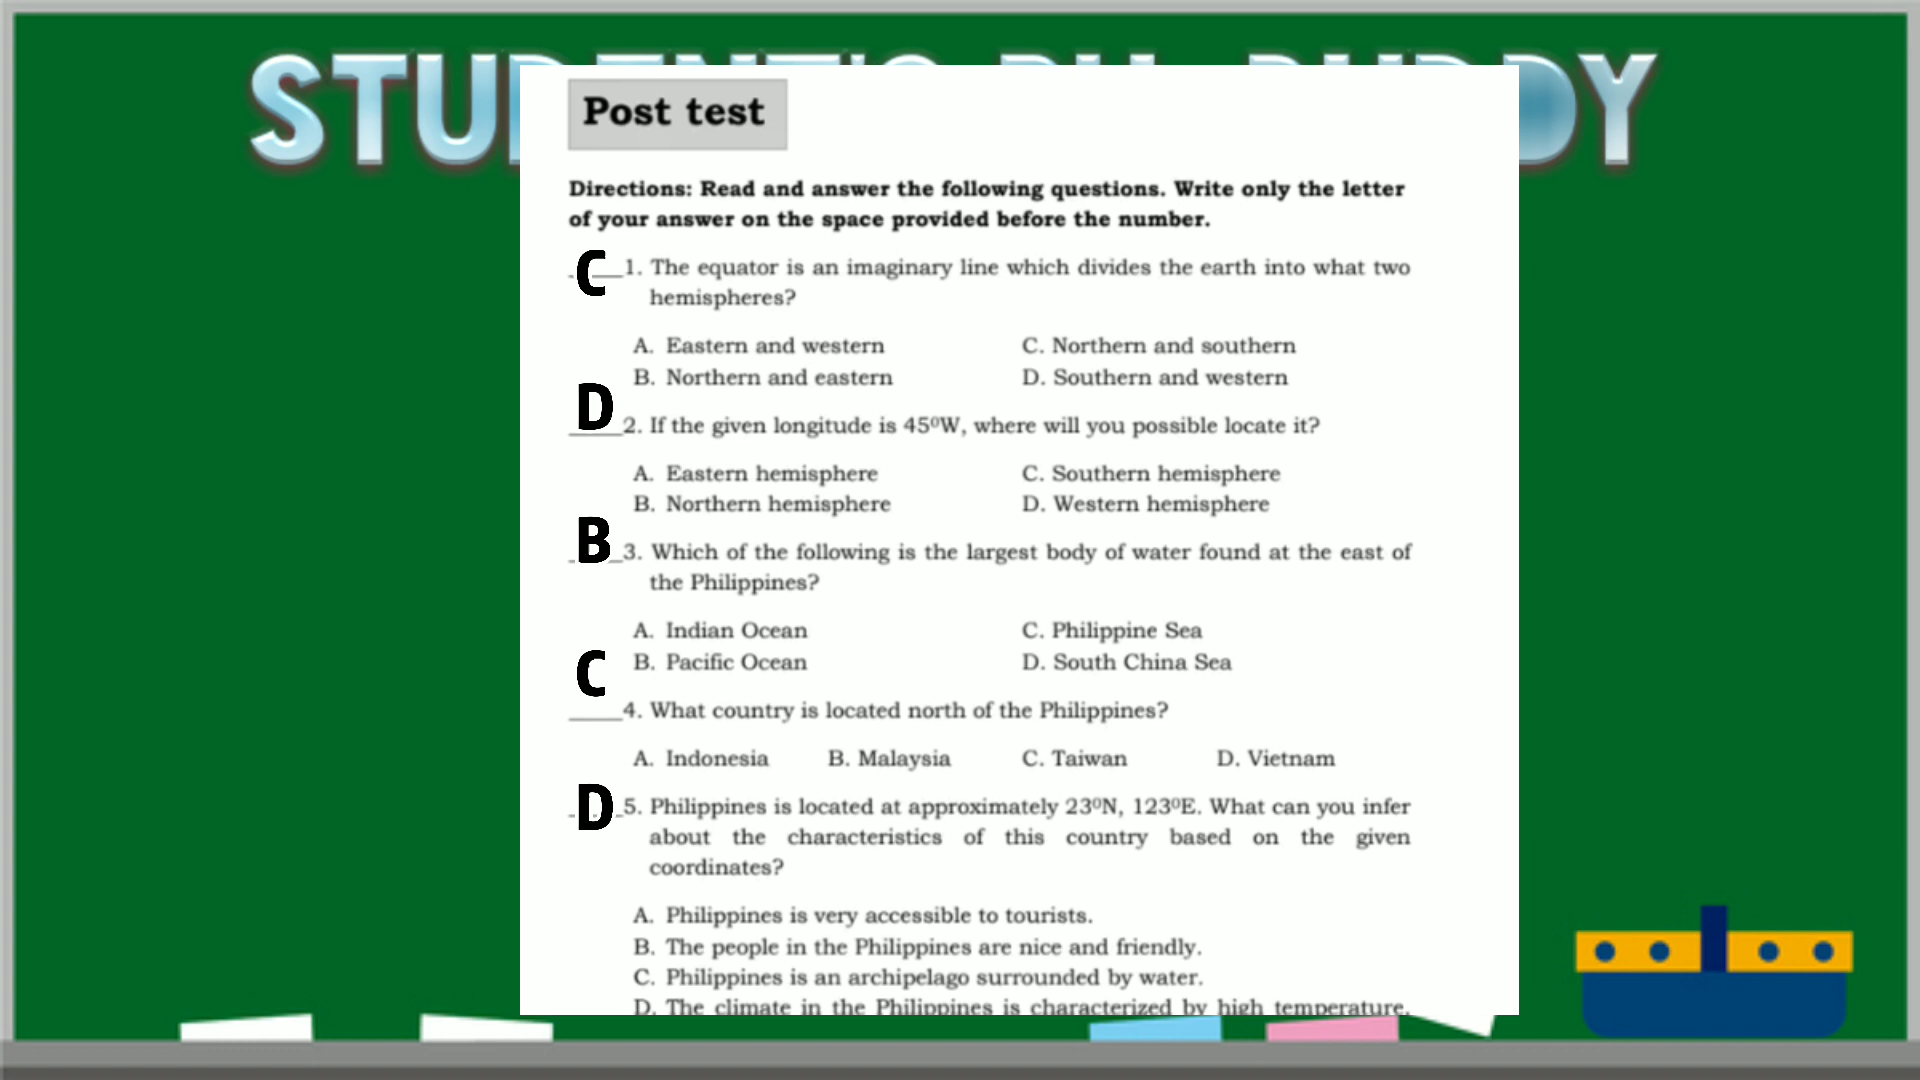 STUDENT'S PH BUDDY
Post test
Directions: Read and answer the following questions. Write only the letter
of your answer on the space provided before the number.
C 1. The equator is an imaginary line which divides the earth into what two
hemispheres?
A. Eastern and western C. Northern and southern
B. Northern and eastern D. Southern and western
D 2. If the given longitude is 45⁰W, where will you possible locate it?
A. Eastern hemisphere C. Southern hemisphere
B. Northern hemisphere D. Western hemisphere
B 3. Which of the following is the largest body of water found at the east of
the Philippines?
A. Indian Ocean C. Philippine Sea
B. Pacific Ocean D. South China Sea
C 4. What country is located north of the Philippines?
A. Indonesia B. Malaysia C. Taiwan D. Vietnam
D 5. Philippines is located at approximately 23⁰N, 123⁰E. What can you infer
about the characteristics of this country based on the given
coordinates?
A. Philippines is very accessible to tourists.
B. The people in the Philippines are nice and friendly.
C. Philippines is an archipelago surrounded by water.
D. The climate in the Philippines is characterized by high temperature.